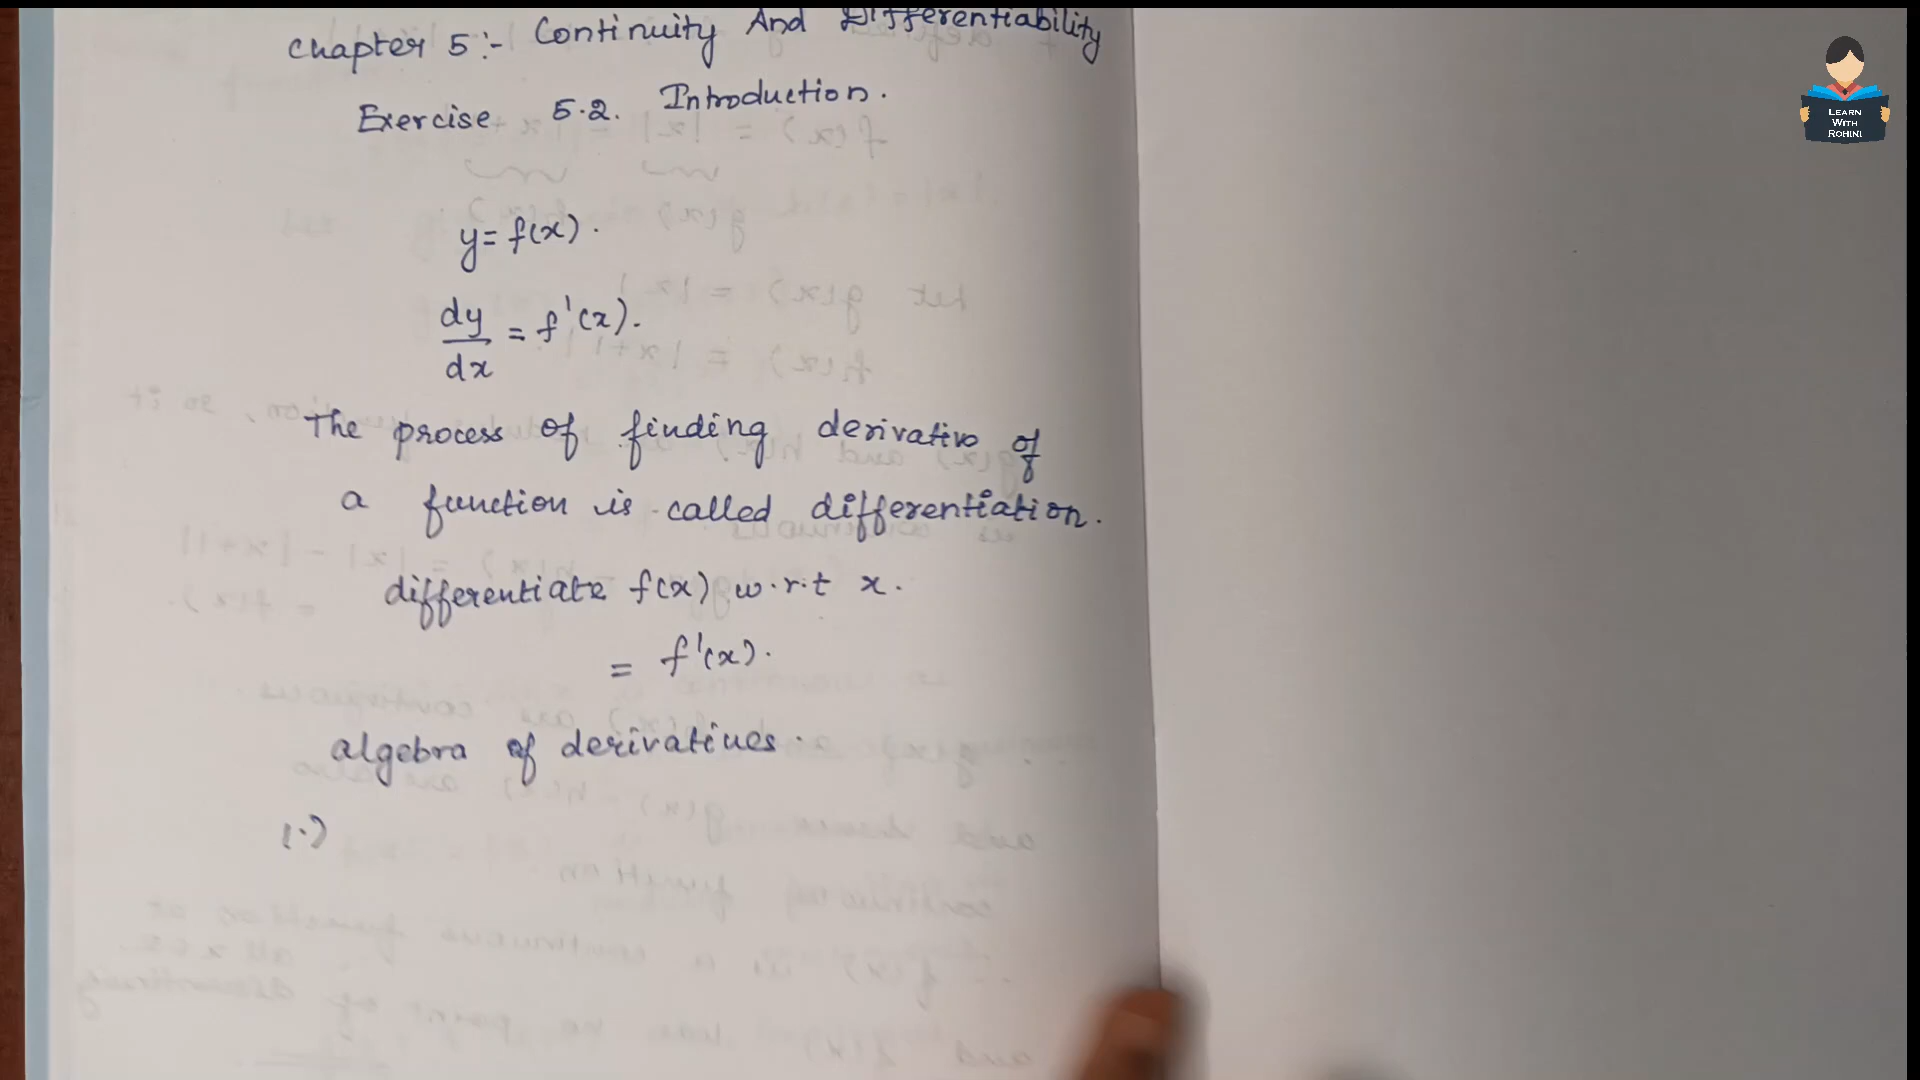 Chapter 5:- Continuity And Differentiability
Exercise 5.2. Introduction.
y = f(x).
dy/dx = f'(x).
The process of finding derivative of
a function is called differentiation.
differentiate f(x) w.r.t x.
= f'(x).
algebra of derivatives.
1.)
LEARN
WITH
ROHINI